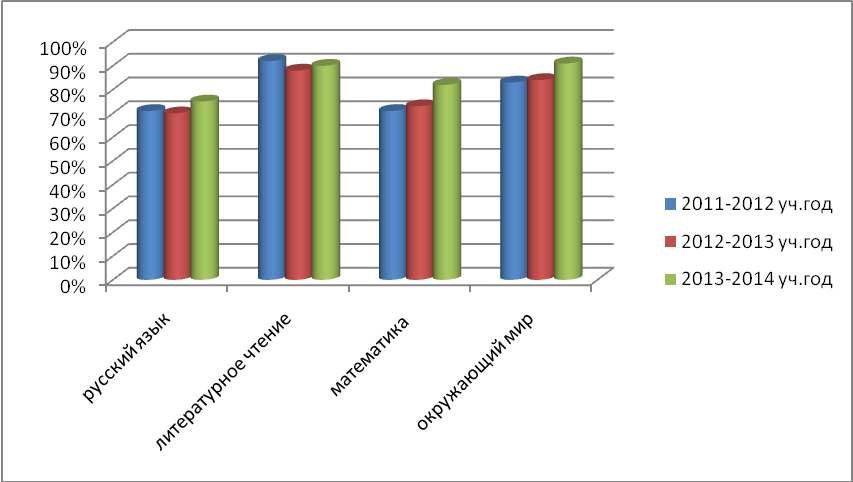 100%
90%
80%
70%
60%
50%
40%
30%
20%
10%
0%
русский язык
литературное чтение
математика
окружающий мир
2011-2012 уч.год
2012-2013 уч.год
2013-2014 уч.год